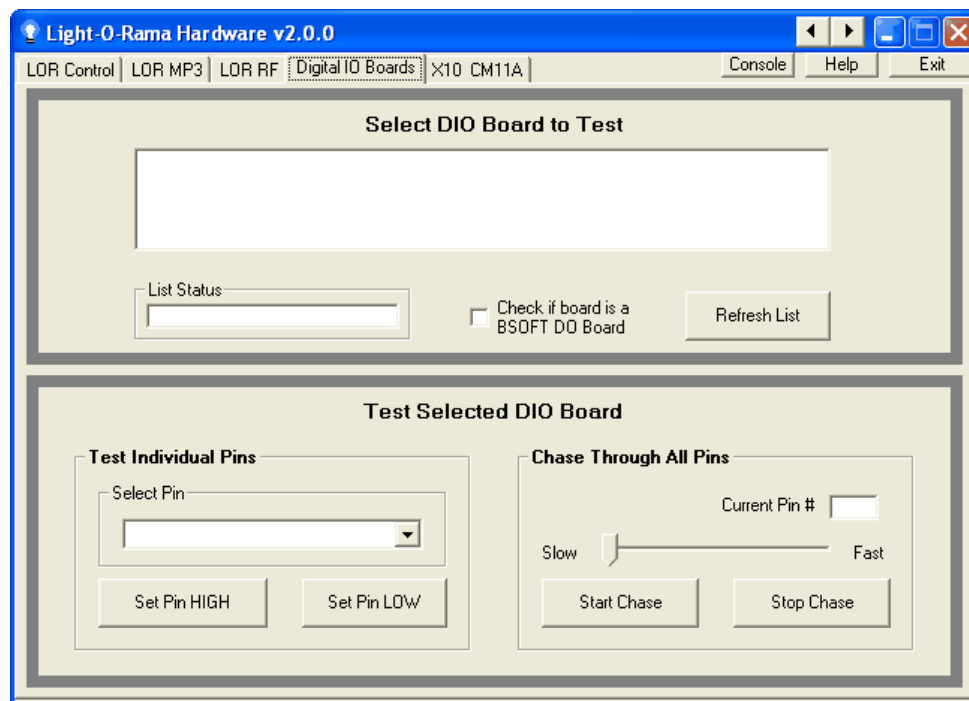 Light-O-Rama Hardware v2.0.0
LOR Control LOR MP3 LOR RF Digital IO Boards X10 CM11A Console Help Exit
Select DIO Board to Test
List Status
Check if board is a
BSOFT DO Board
Refresh List
Test Selected DIO Board
Test Individual Pins
Select Pin
Set Pin HIGH Set Pin LOW
Chase Through All Pins
Current Pin #
Slow Fast
Start Chase Stop Chase